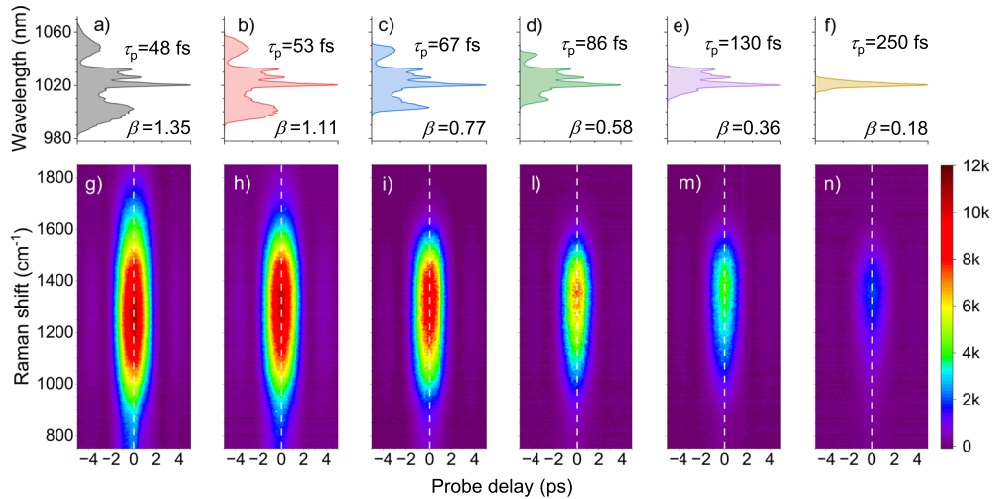 Wavelength (nm)
1060
1020
980
a)
τp=48 fs
β=1.35
b)
τp=53 fs
β=1.11
c)
τp=67 fs
β=0.77
d)
τp=86 fs
β=0.58
e)
τp=130 fs
β=0.36
f)
τp=250 fs
β=0.18
Raman shift (cm-1)
1800
1600
1400
1200
1000
800
g)
h)
i)
l)
m)
n)
12k
10k
8k
6k
4k
2k
0
−4 −2 0 2 4
−4 −2 0 2 4
−4 −2 0 2 4
−4 −2 0 2 4
−4 −2 0 2 4
−4 −2 0 2 4
Probe delay (ps)